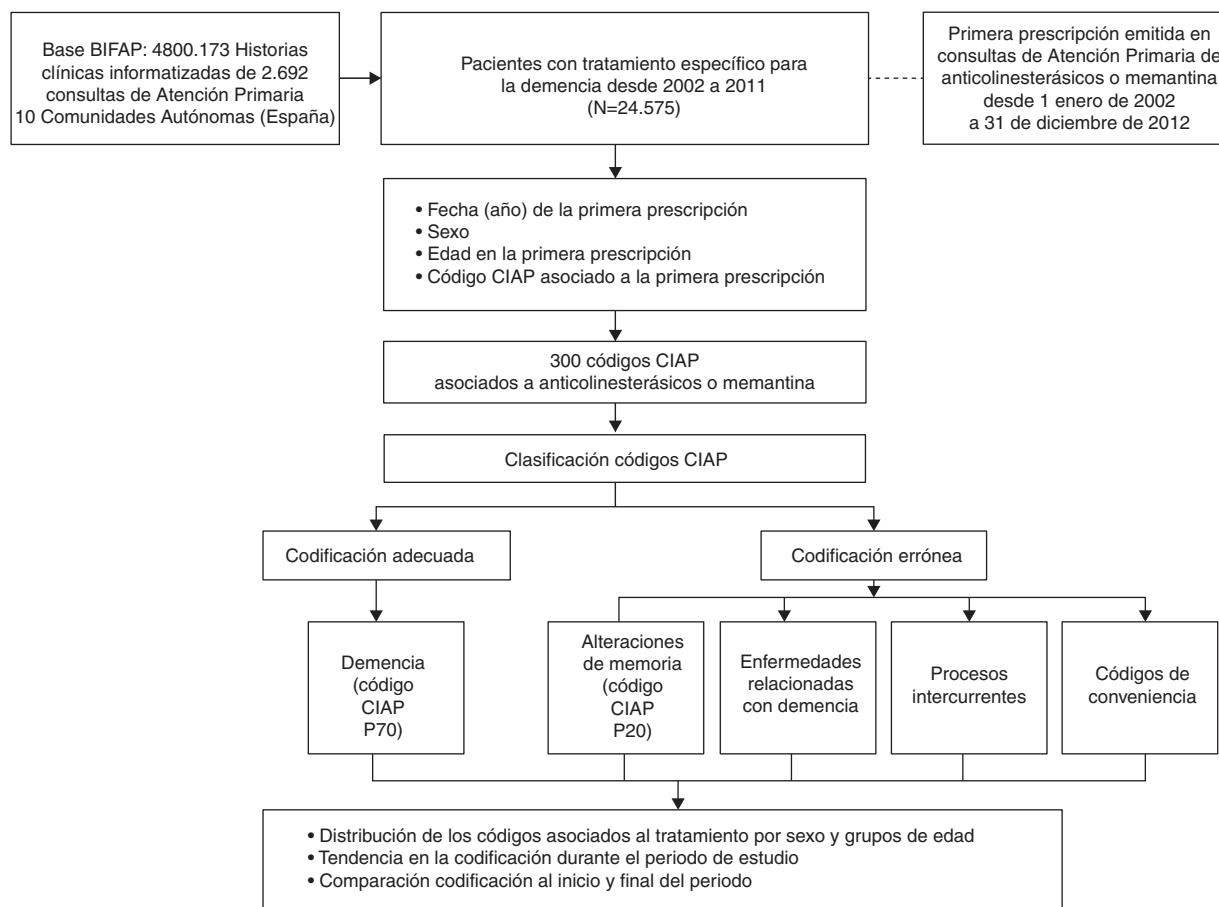 Base BIFAP: 4800.173 Historias
clínicas informatizadas de 2.692
consultas de Atención Primaria
10 Comunidades Autónomas (España)
Pacientes con tratamiento específico para
la demencia desde 2002 a 2011
(N=24.575)
Primera prescripción emitida en
consultas de Atención Primaria de
anticolinesterásicos o memantina
desde 1 enero de 2002
a 31 de diciembre de 2012
• Fecha (año) de la primera prescripción
• Sexo
• Edad en la primera prescripción
• Código CIAP asociado a la primera prescripción
300 códigos CIAP
asociados a anticolinesterásicos o memantina
Clasificación códigos CIAP
Codificación adecuada
Codificación errónea
Demencia
(código
CIAP
P70)
Alteraciones
de memoria
(código
CIAP
P20)
Enfermedades
relacionadas
con demencia
Procesos
intercurrentes
Códigos de
conveniencia
• Distribución de los códigos asociados al tratamiento por sexo y grupos de edad
• Tendencia en la codificación durante el periodo de estudio
• Comparación codificación al inicio y final del periodo